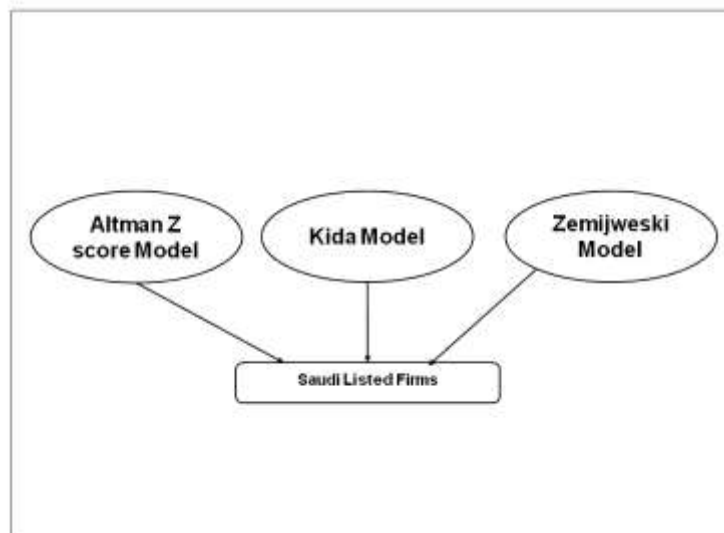 Altman Z
score Model
Kida Model
Zemijweski
Model
Saudi Listed Firms